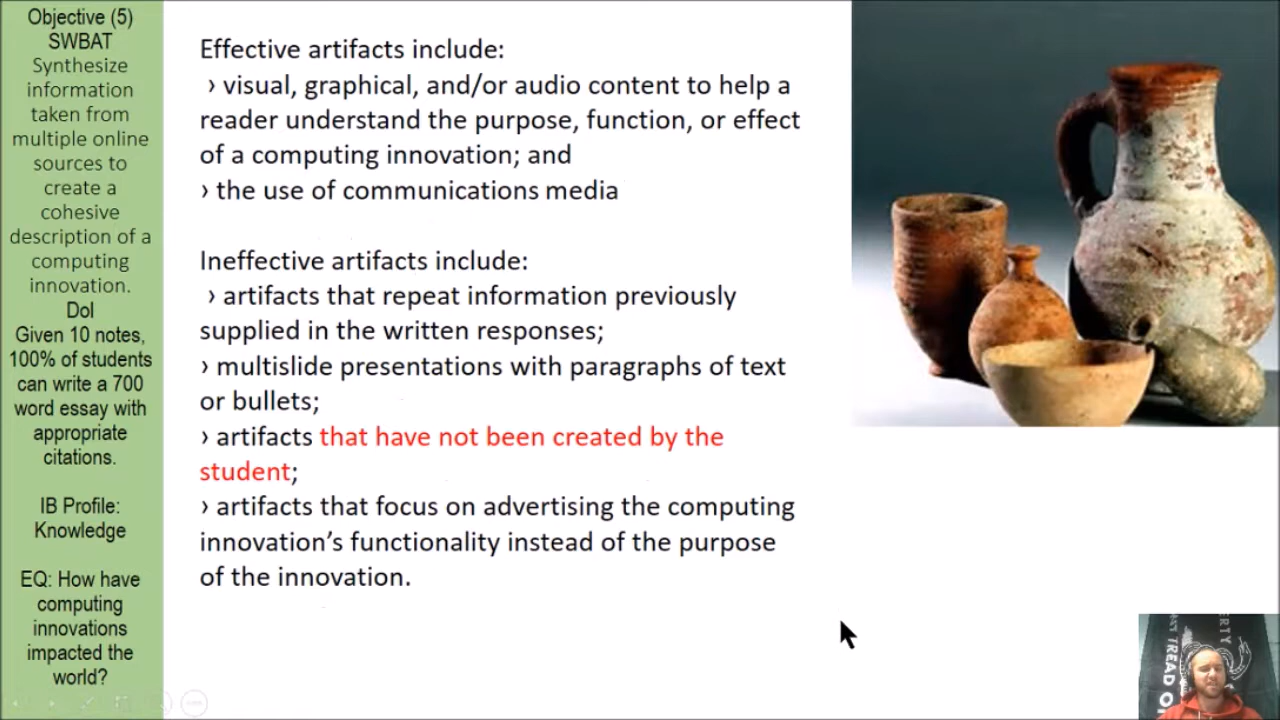 Objective (5)
SWBAT
Synthesize
information
taken from
multiple online
sources to
create a
cohesive
description of a
computing
innovation.
DoI
Given 10 notes,
100% of students
can write a 700
word essay with
appropriate
citations.
IB Profile:
Knowledge
EQ: How have
computing
innovations
impacted the
world?
Effective artifacts include:
› visual, graphical, and/or audio content to help a
reader understand the purpose, function, or effect
of a computing innovation; and
› the use of communications media
Ineffective artifacts include:
› artifacts that repeat information previously
supplied in the written responses;
› multislide presentations with paragraphs of text
or bullets;
› artifacts that have not been created by the
student;
› artifacts that focus on advertising the computing
innovation’s functionality instead of the purpose
of the innovation.
TREAD O
ERTY